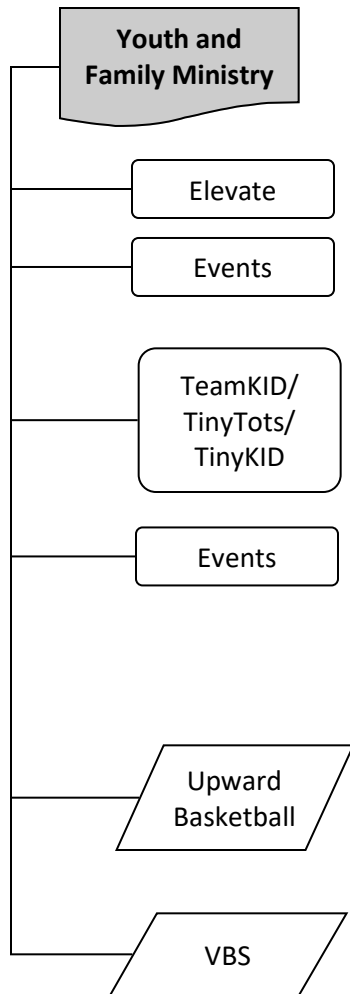 Youth and
Family Ministry
Elevate
Events
TeamKID/
TinyTots/
TinyKID
Events
Upward
Basketball
VBS